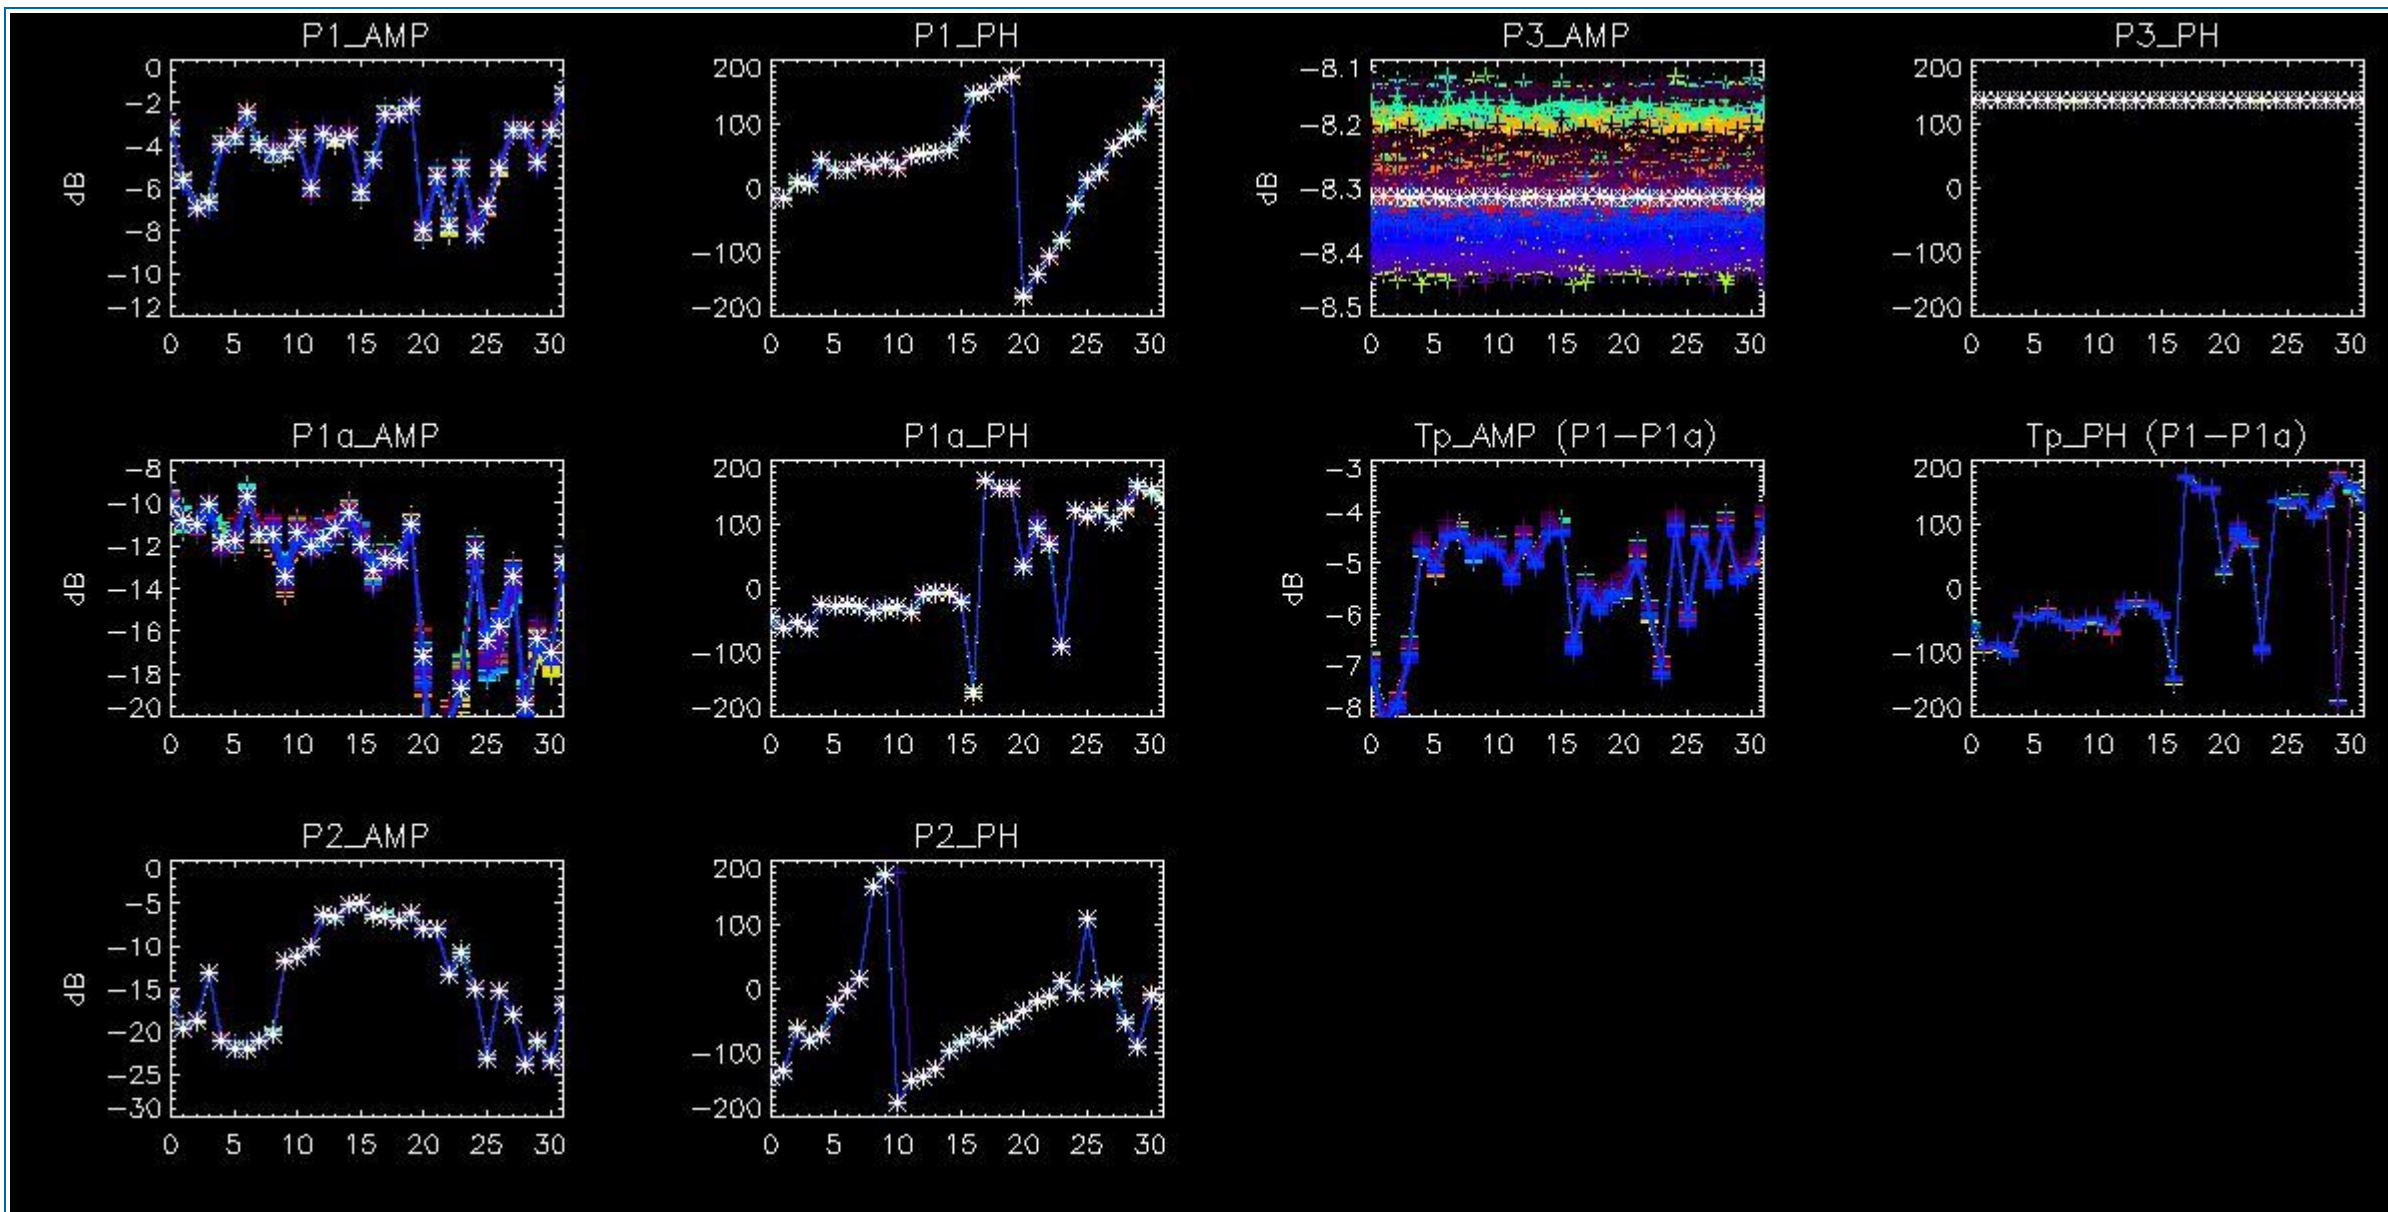 P1_AMP P1_PH P3_AMP P3_PH
0 200 -8.1 200
-2 100 -8.2 100
-4 0 -8.3 0
-6 -100 -8.4 -100
-8 -200 -8.5 -200
-10
-12
dB dB
0 5 10 15 20 25 30 0 5 10 15 20 25 30 0 5 10 15 20 25 30 0 5 10 15 20 25 30
P1a_AMP P1a_PH Tp_AMP (P1-P1a) Tp_PH (P1-P1a)
-8 200 -3 200
-10 100 -4 100
-12 0 -5 0
-14 -100 -6 -100
-16 -200 -7 -200
-18 -8
-20
dB dB
0 5 10 15 20 25 30 0 5 10 15 20 25 30 0 5 10 15 20 25 30 0 5 10 15 20 25 30
P2_AMP P2_PH
0 200
-5 100
-10 0
-15 -100
-20 -200
-25
-30
dB
0 5 10 15 20 25 30 0 5 10 15 20 25 30